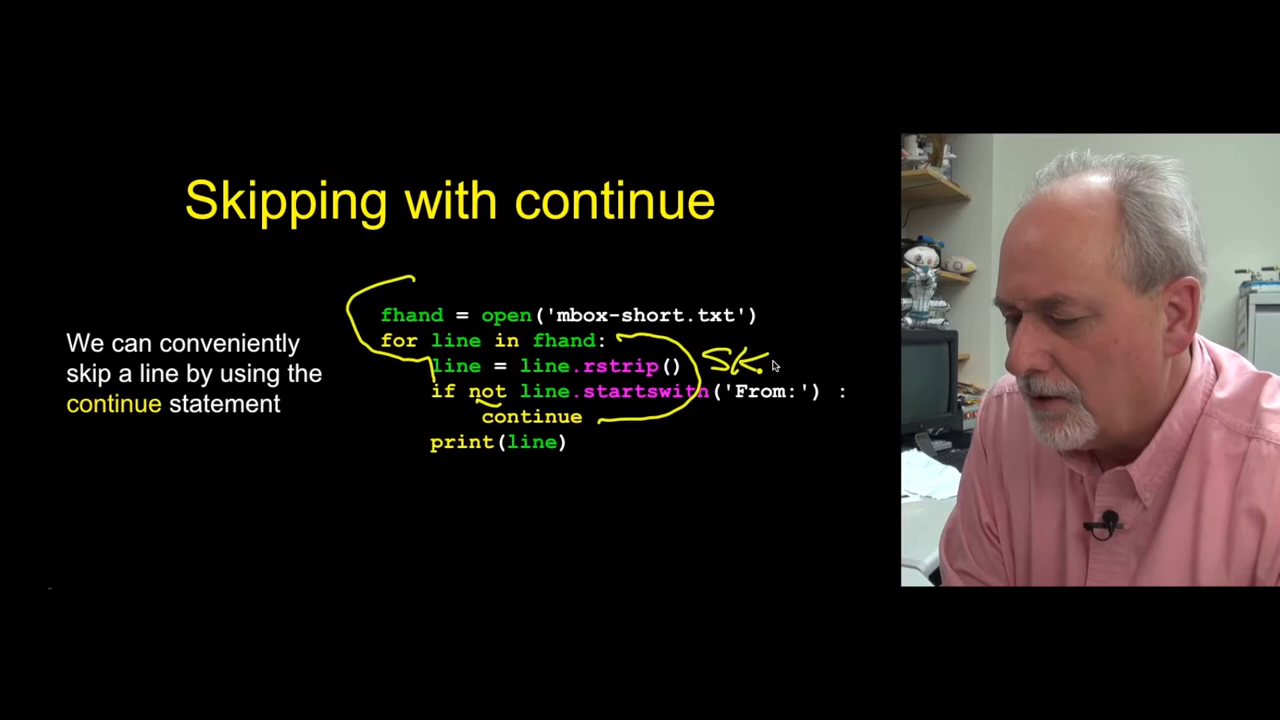 Skipping with continue
We can conveniently
skip a line by using the
continue statement
fhand = open('mbox-short.txt')
for line in fhand:
    line = line.rstrip()
    if not line.startswith('From:') :
        continue
    print(line)
SK